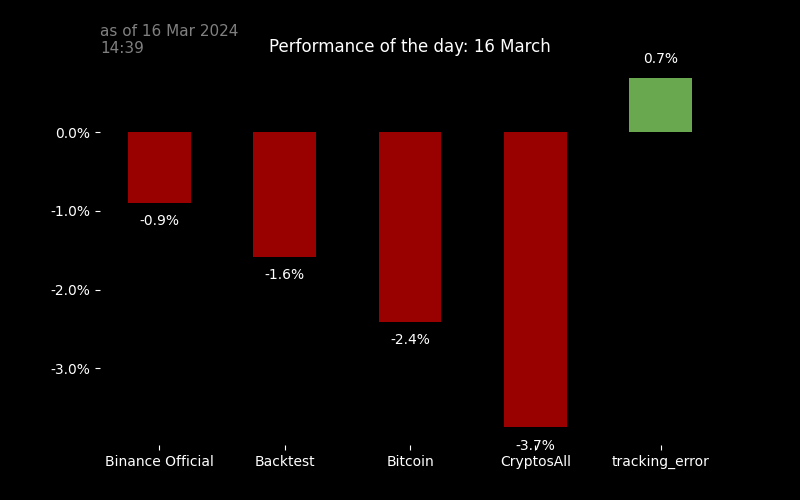 as of 16 Mar 2024
14:39
Performance of the day: 16 March
0.7%
0.0%
-1.0%
-0.9%
-1.6%
-2.0%
-2.4%
-3.0%
-3.7%
Binance Official
Backtest
Bitcoin
CryptosAll
tracking_error